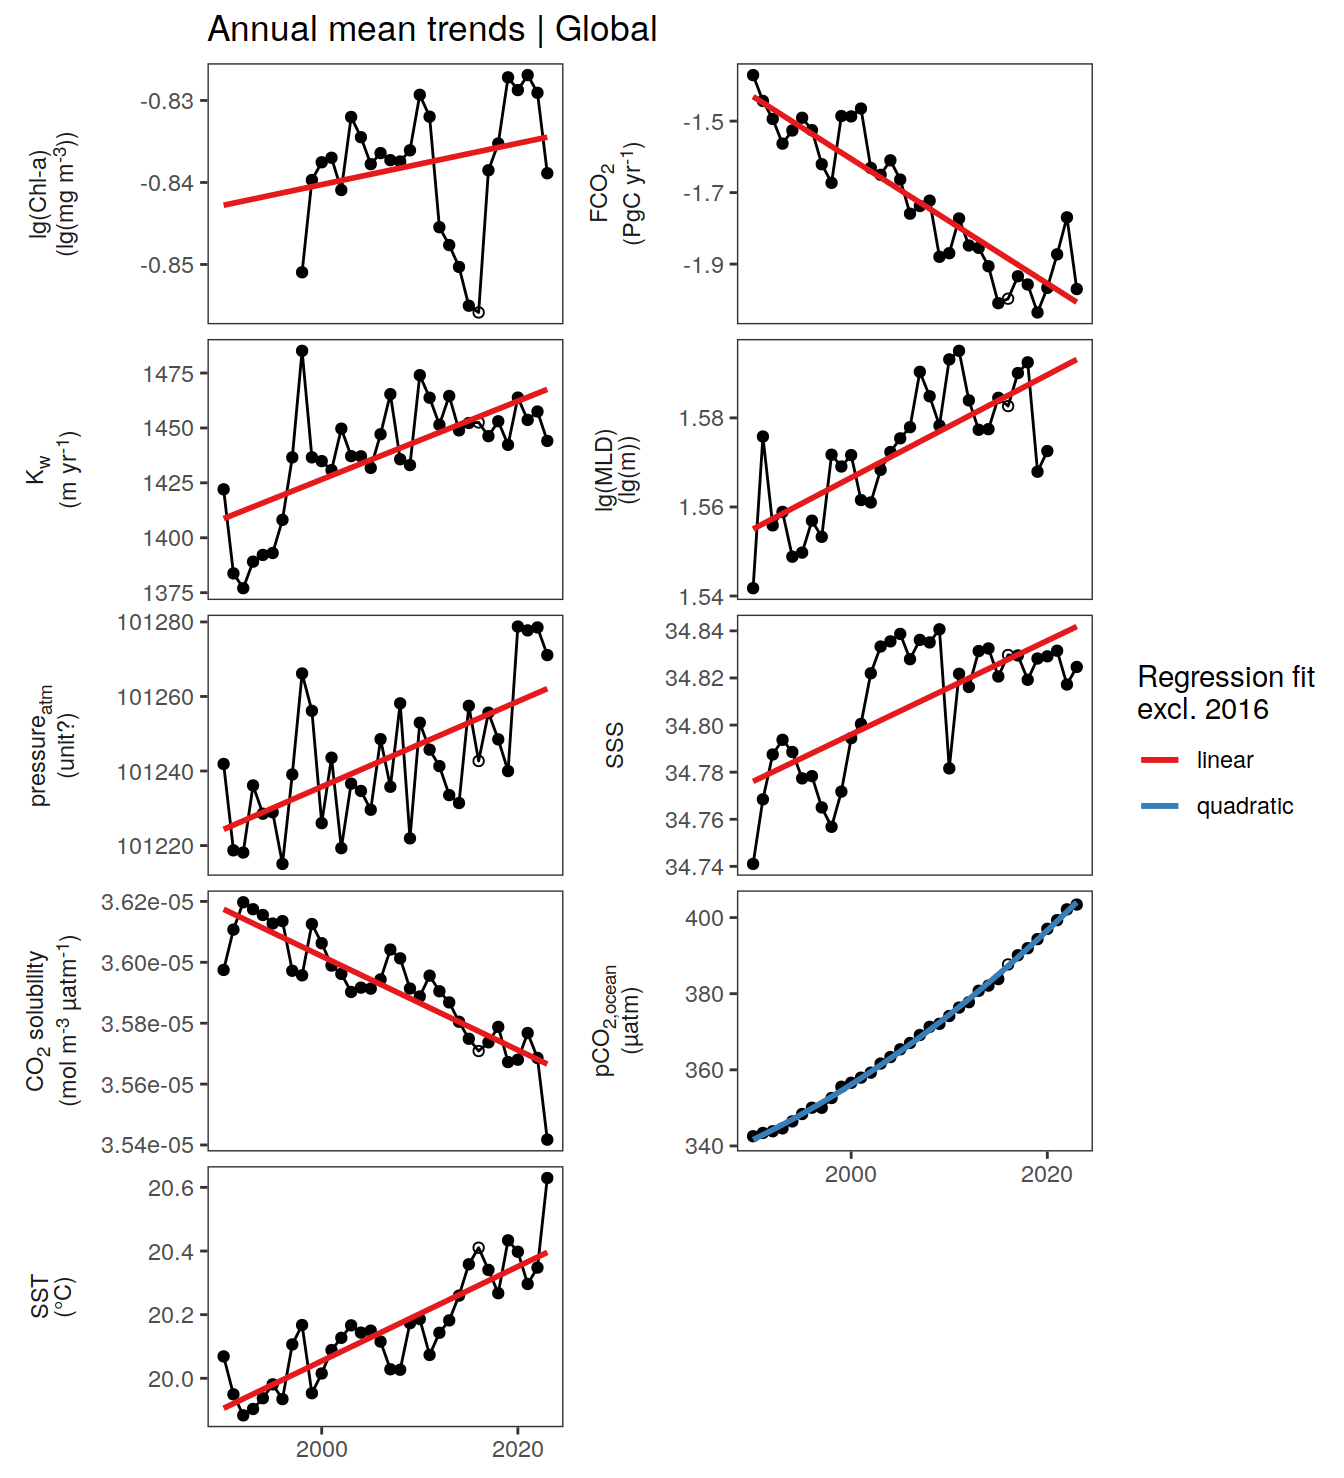 Annual mean trends | Global
lg(Chl-a)
(lg(mg m-3))
-0.83
-0.84
-0.85
FCO2
(PgC yr-1)
-1.5
-1.7
-1.9
Kw
(m yr-1)
1475
1450
1425
1400
1375
lg(MLD)
(lg(m))
1.58
1.56
1.54
pressureatm
(unit?)
101280
101260
101240
101220
SSS
34.84
34.82
34.80
34.78
34.76
34.74
CO2 solubility
(mol m-3 µatm-1)
3.62e-05
3.60e-05
3.58e-05
3.56e-05
3.54e-05
pCO2,ocean
(µatm)
400
380
360
340
2000
2020
SST
(°C)
20.6
20.4
20.2
20.0
2000
2020
Regression fit
excl. 2016
linear
quadratic